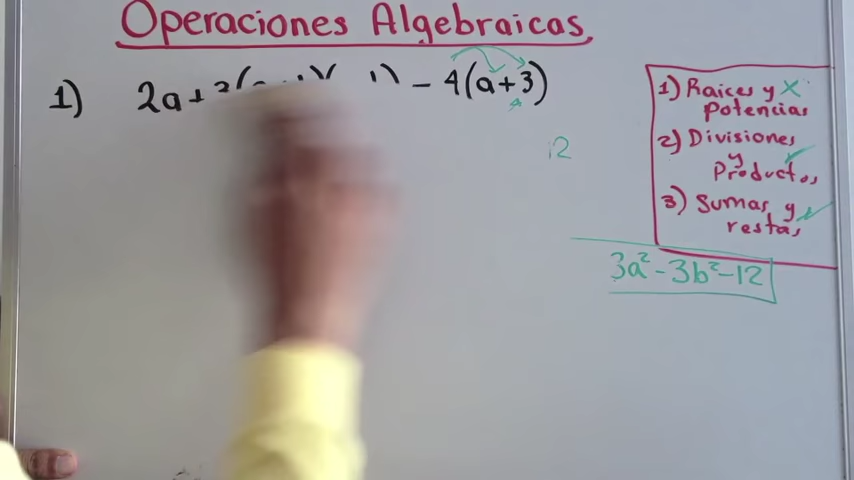 Operaciones Algebraicas
1) 2a+ - 4(a+3)
12
1) Raices y X
Potencias
2) Divisiones
y
Productos
3) Sumas y
restas
3a²-3b²-12